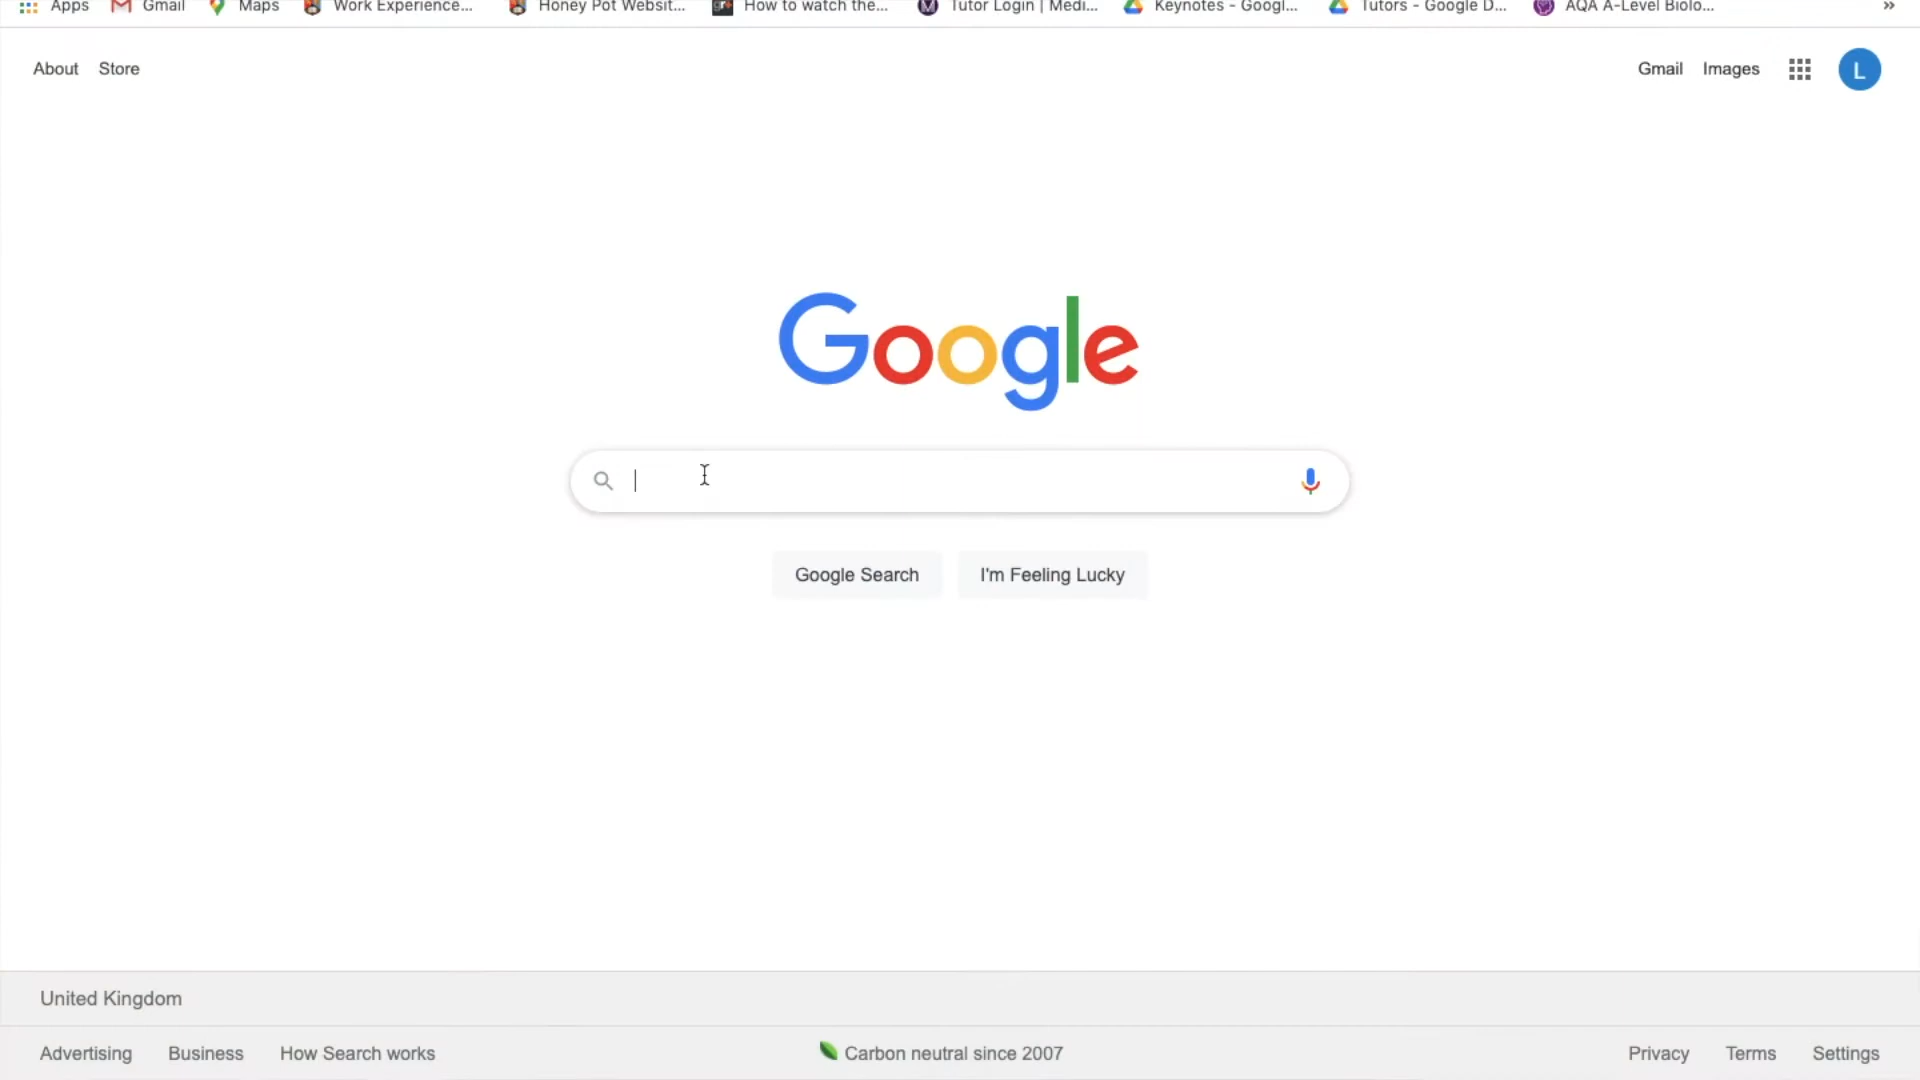 Apps Gmail Maps Work Experience... Honey Pot Websit... How to watch the... Tutor Login | Medi... Keynotes - Googl... Tutors - Google D... AQA A-Level Biolo... »
About Store Gmail Images L
Google
Google Search I'm Feeling Lucky
United Kingdom
Advertising Business How Search works Carbon neutral since 2007 Privacy Terms Settings